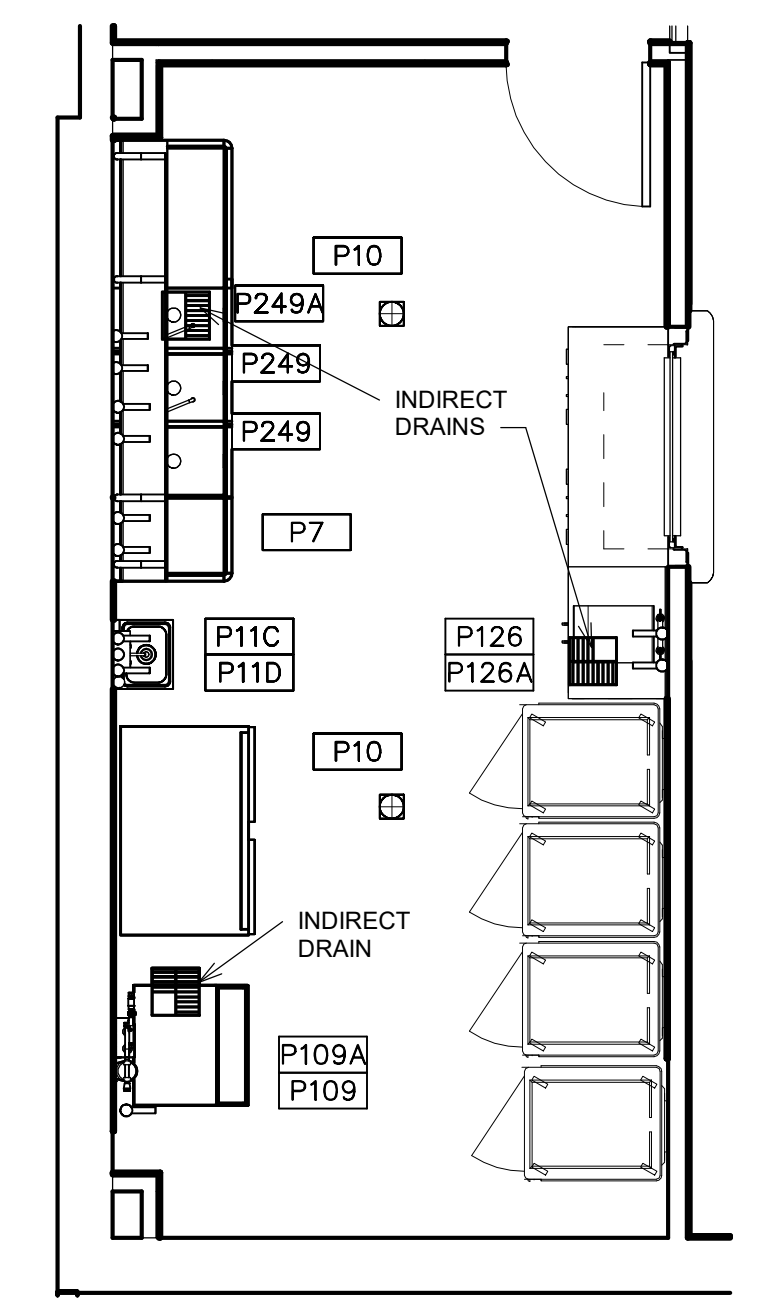 P10
P249A
P249
INDIRECT
DRAINS
P249
P7
P11C
P11D
P126
P126A
P10
INDIRECT
DRAIN
P109A
P109